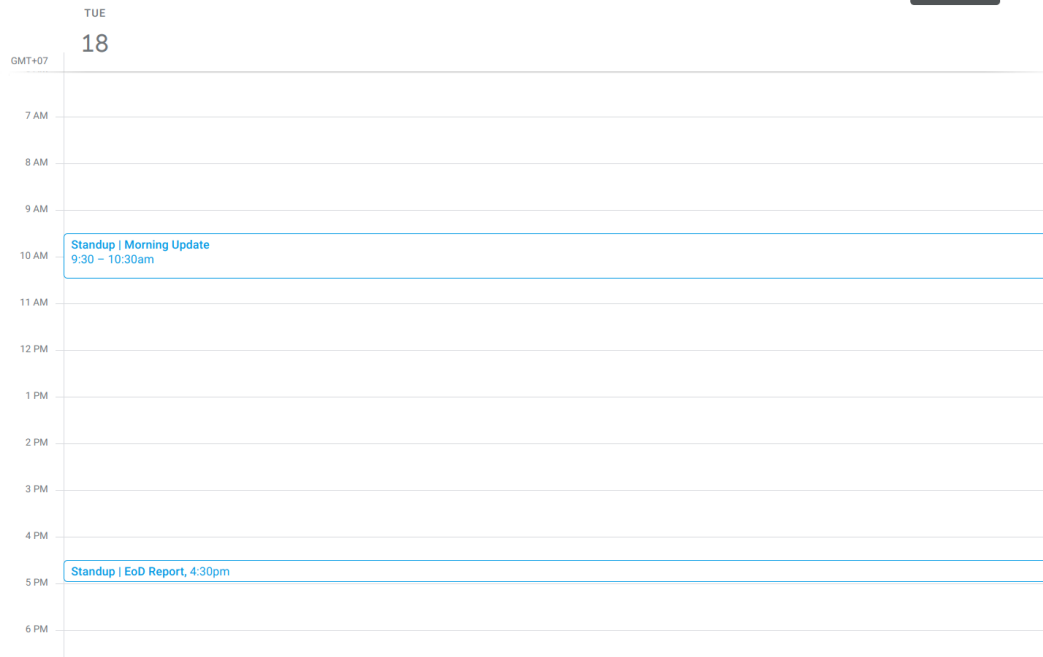 TUE
18
GMT+07
7 AM
8 AM
9 AM
Standup | Morning Update
9:30 – 10:30am
10 AM
11 AM
12 PM
1 PM
2 PM
3 PM
4 PM
Standup | EoD Report, 4:30pm
5 PM
6 PM